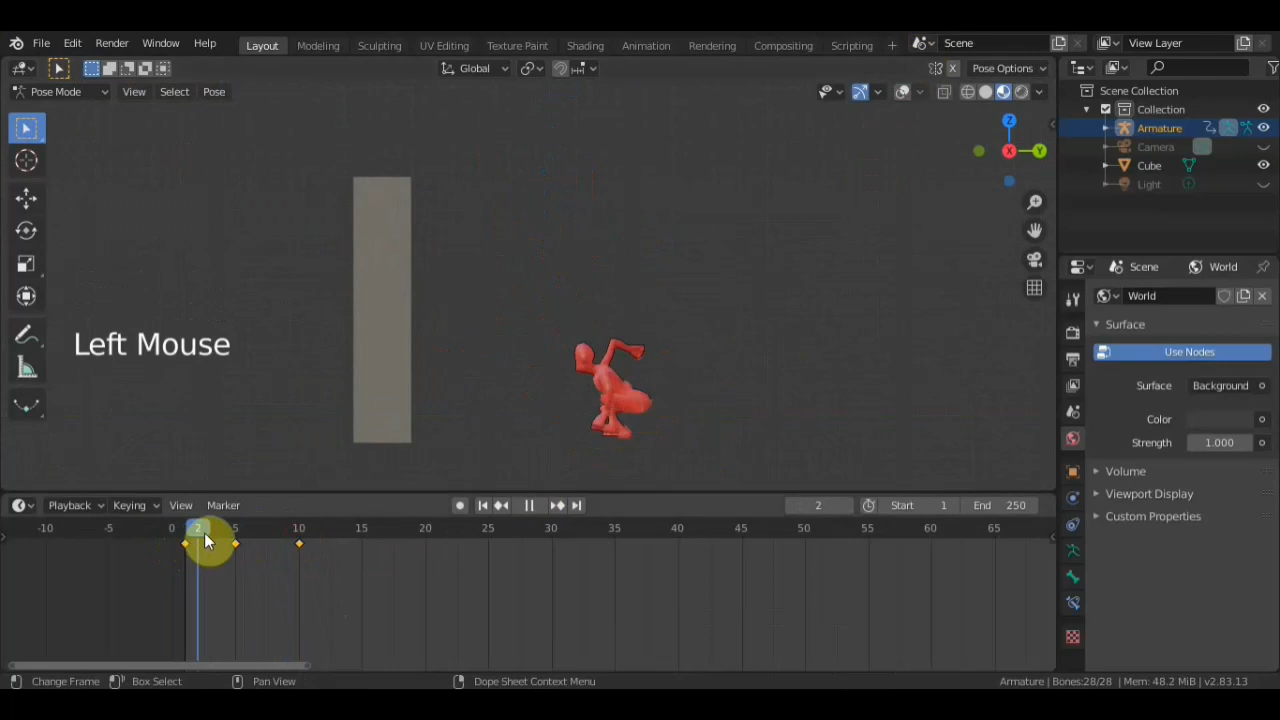 File Edit Render Window Help Layout Modeling Sculpting UV Editing Texture Paint Shading Animation Rendering Compositing Scripting + Scene View Layer
Global Pose Options
Pose Mode View Select Pose
Scene Collection
Collection
Armature
Camera
Cube
Light
Z
X Y
Scene World
World
Surface
Use Nodes
Surface Background
Color
Strength 1.000
Volume
Viewport Display
Custom Properties
Left Mouse
Playback Keying View Marker 2 Start 1 End 250
-10 -5 0 2 5 10 15 20 25 30 35 40 45 50 55 60 65
Change Frame Box Select Pan View Dope Sheet Context Menu Armature | Bones:28/28 | Mem: 48.2 MiB | v2.83.13